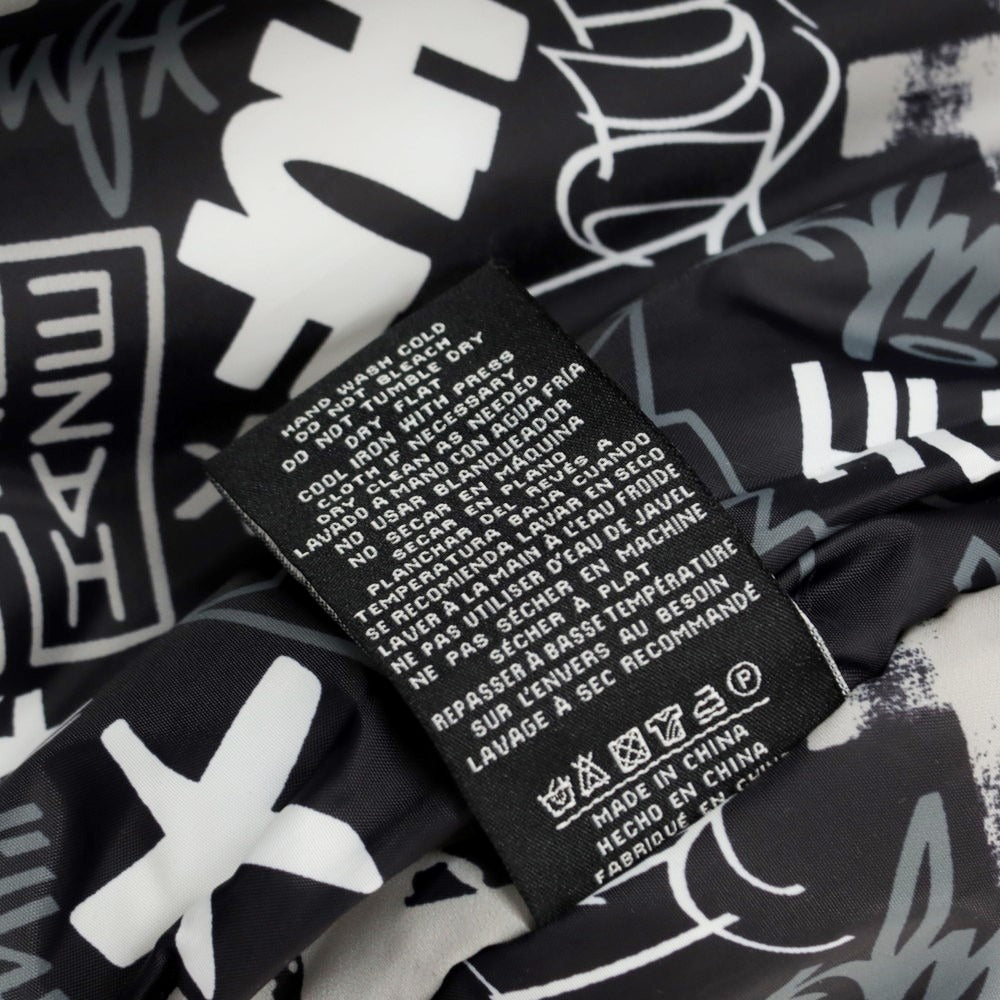 HAND WASH COLD
DO NOT BLEACH
DO NOT TUMBLE DRY
DAY FLAT
COOL IRON WITH PRESS
CLOTH IF NECESSARY
DRY CLEAN AS NEEDED
LAVADO A MANO CON AGUA FRÍA
NO USAR BLANQUEADOR
NO SECAR EN MÁQUINA
SECAR EN PLANO
PLANCHAR DEL REVÉS A
TEMPERATURA BAJA CUANDO
SE RECOMIENDA LAVAR EN SECO
LAVER À LA MAIN À L'EAU FROIDE
NE PAS UTILISER D'EAU DE JAVEL
NE PAS SÉCHER EN MACHINE
SÉCHER À PLAT
REPASSER À BASSE TEMPÉRATURE
SUR L'ENVERS AU BESOIN
LAVAGE À SEC RECOMMANDÉ
P
MADE IN CHINA
HECHO EN CHINA
FABRIQUÉ EN